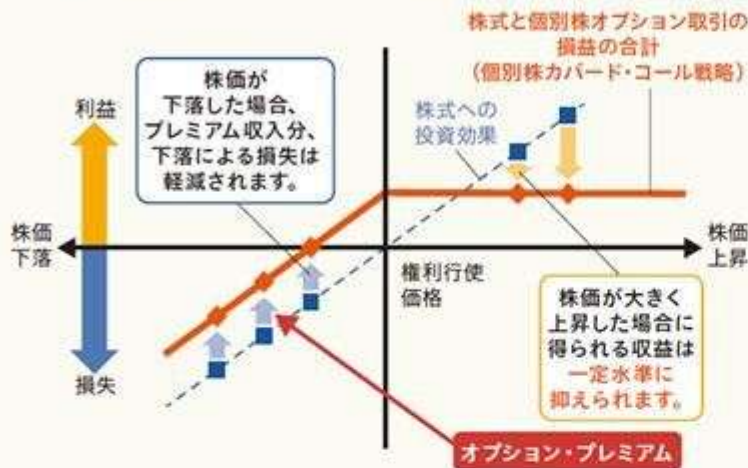 株式と個別株オプション取引の
損益の合計
（個別株カバード・コール戦略）
株価が
下落した場合、
プレミアム収入分、
下落による損失は
軽減されます。
利益
株式への
投資効果
株価
下落
株価
上昇
権利行使
価格
株価が大きく
上昇した場合に
得られる収益は
一定水準に
抑えられます。
損失
オプション・プレミアム